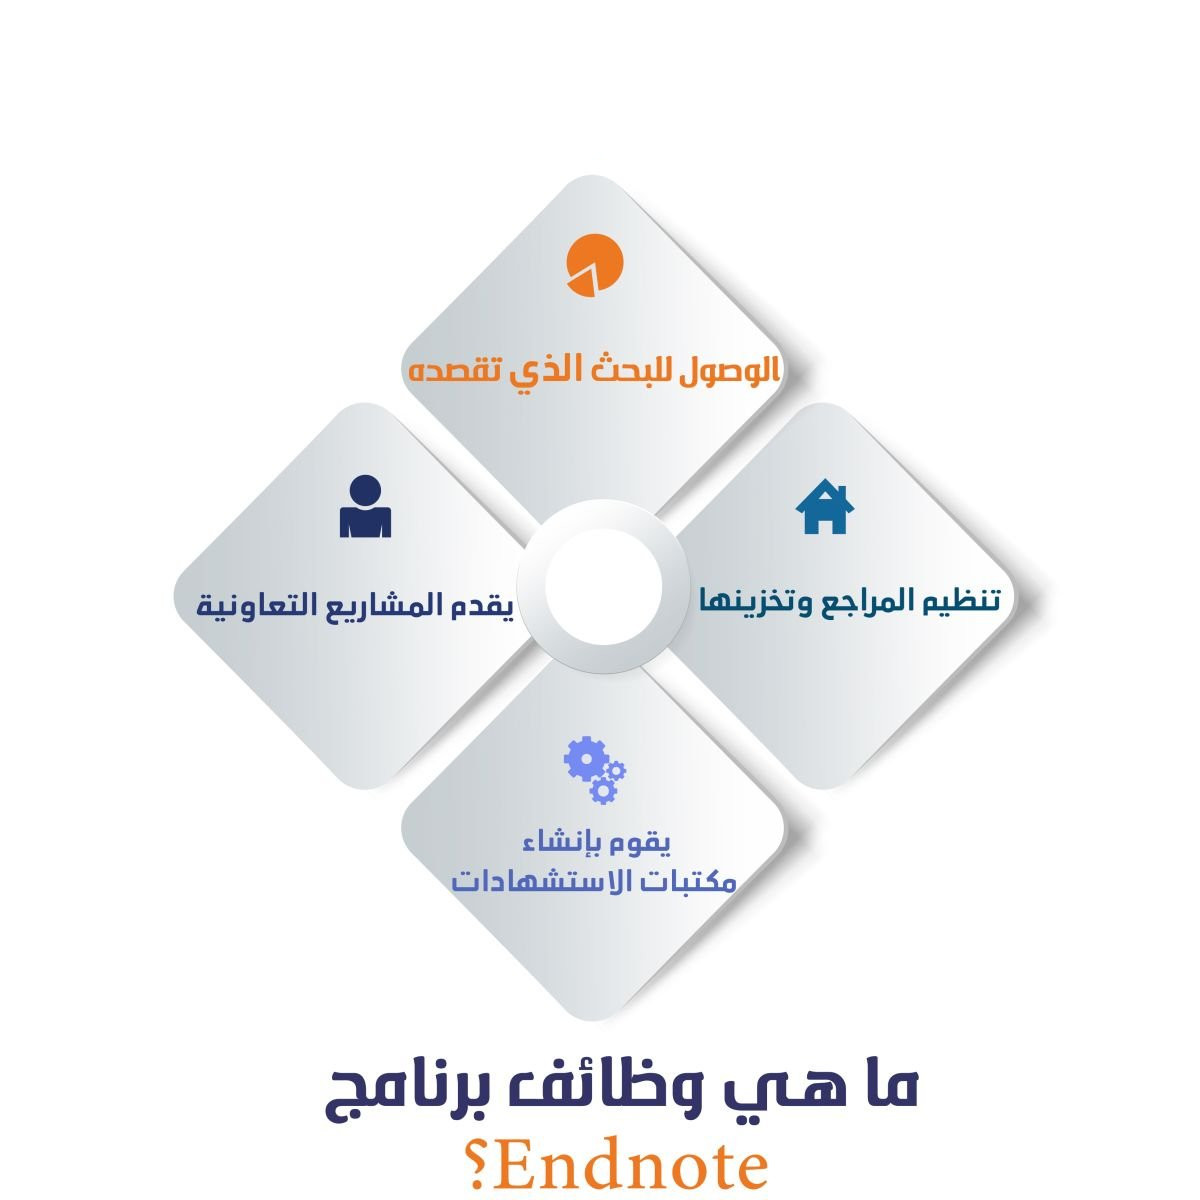 الوصول للبحث الذي تقصده
تنظيم المراجع وتخزينها
يقدم المشاريع التعاونية
يقوم بإنشاء
مكتبات الاستشهادات
ما هي وظائف برنامج
Endnote؟